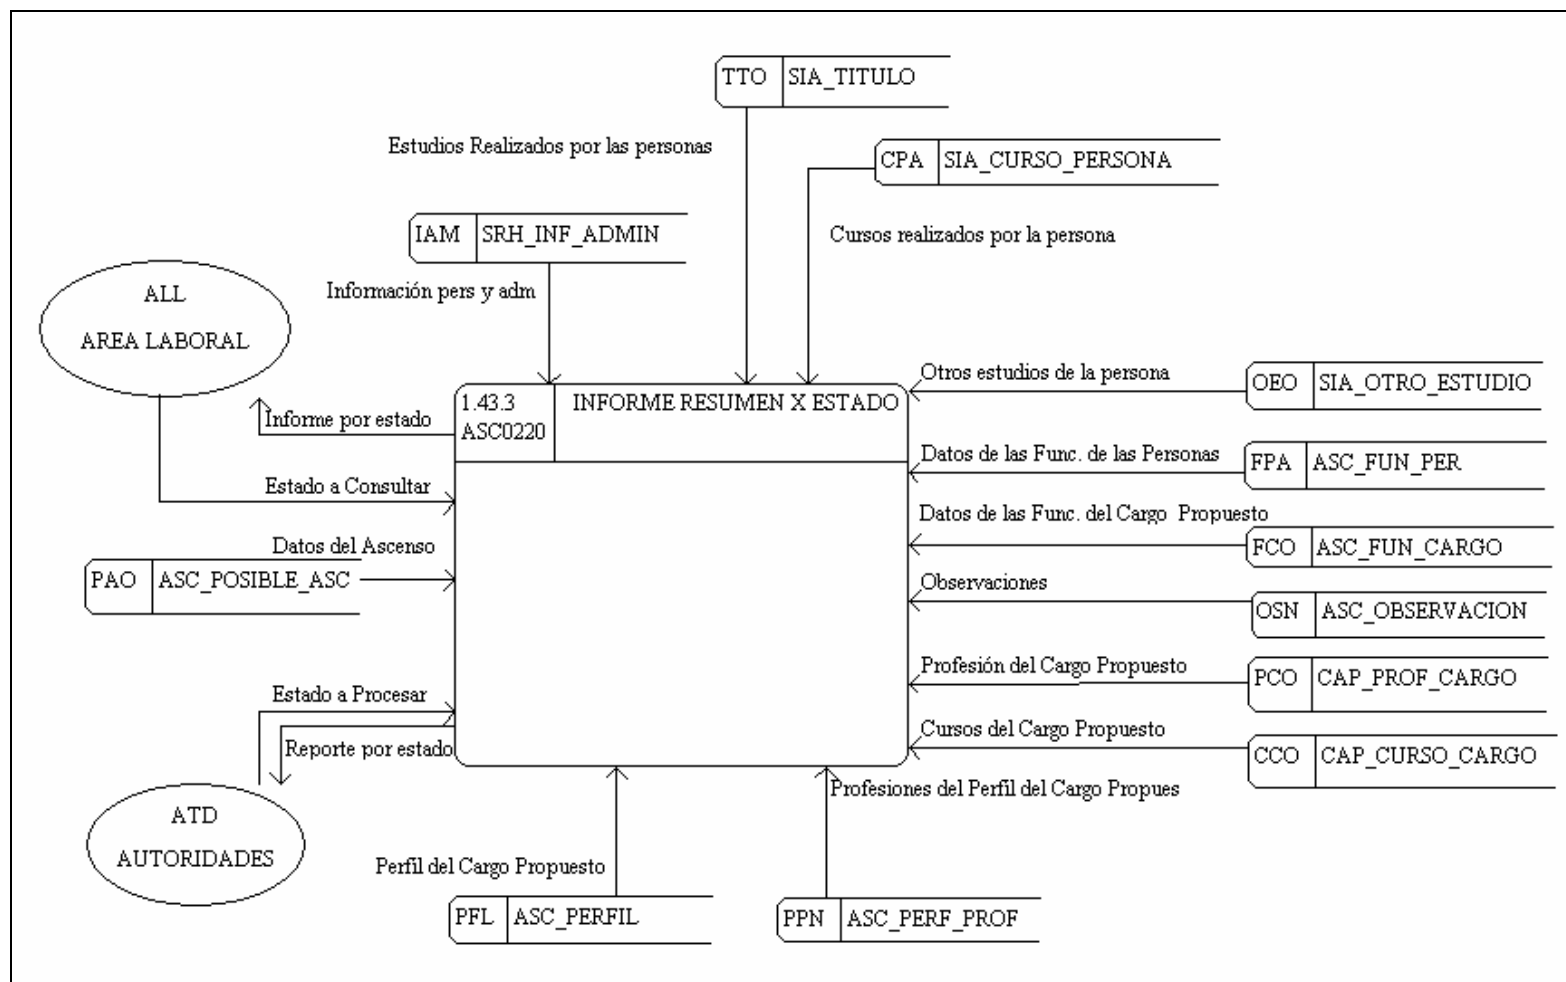 TTO SIA_TITULO
Estudios Realizados por las personas
CPA SIA_CURSO_PERSONA
IAM SRH_INF_ADMIN
Cursos realizados por la persona
Información pers y adm
ALL
AREA LABORAL
Otros estudios de la persona
OEO SIA_OTRO_ESTUDIO
1.43.3 INFORME RESUMEN X ESTADO
ASC0220
Informe por estado
Datos de las Func. de las Personas
FPA ASC_FUN_PER
Estado a Consultar
Datos de las Func. del Cargo Propuesto
FCO ASC_FUN_CARGO
Datos del Ascenso
PAO ASC_POSIBLE_ASC
Observaciones
OSN ASC_OBSERVACION
Profesión del Cargo Propuesto
PCO CAP_PROF_CARGO
Estado a Procesar
Cursos del Cargo Propuesto
Reporte por estado
CCO CAP_CURSO_CARGO
Profesiones del Perfil del Cargo Propues
ATD
AUTORIDADES
Perfil del Cargo Propuesto
PFL ASC_PERFIL
PPN ASC_PERF_PROF